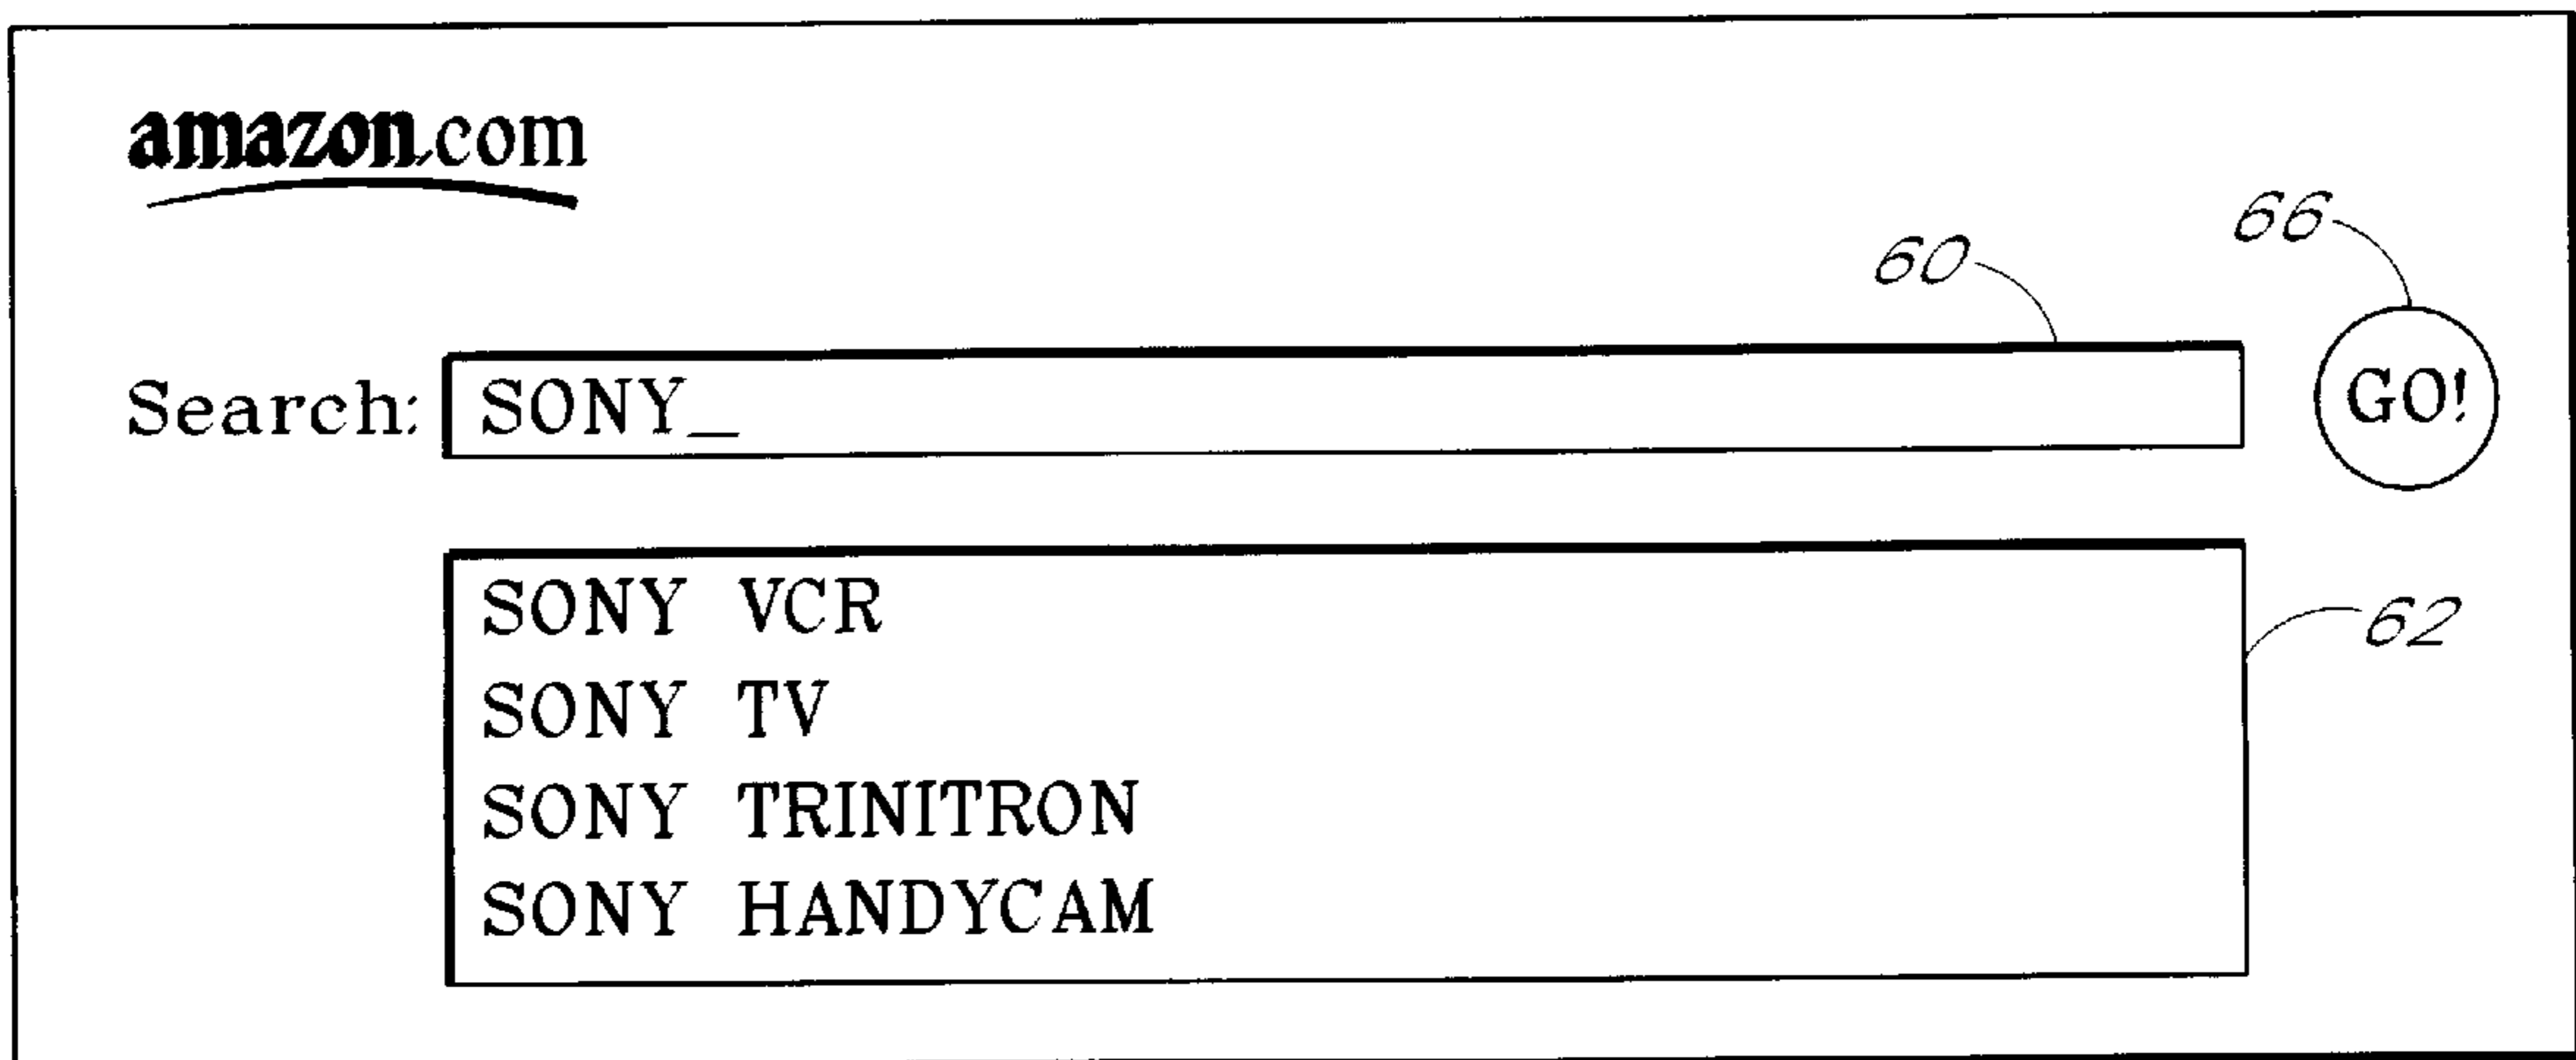 amazon.com
66
60
Search: SONY_ GO!
SONY VCR
62
SONY TV
SONY TRINITRON
SONY HANDYCAM